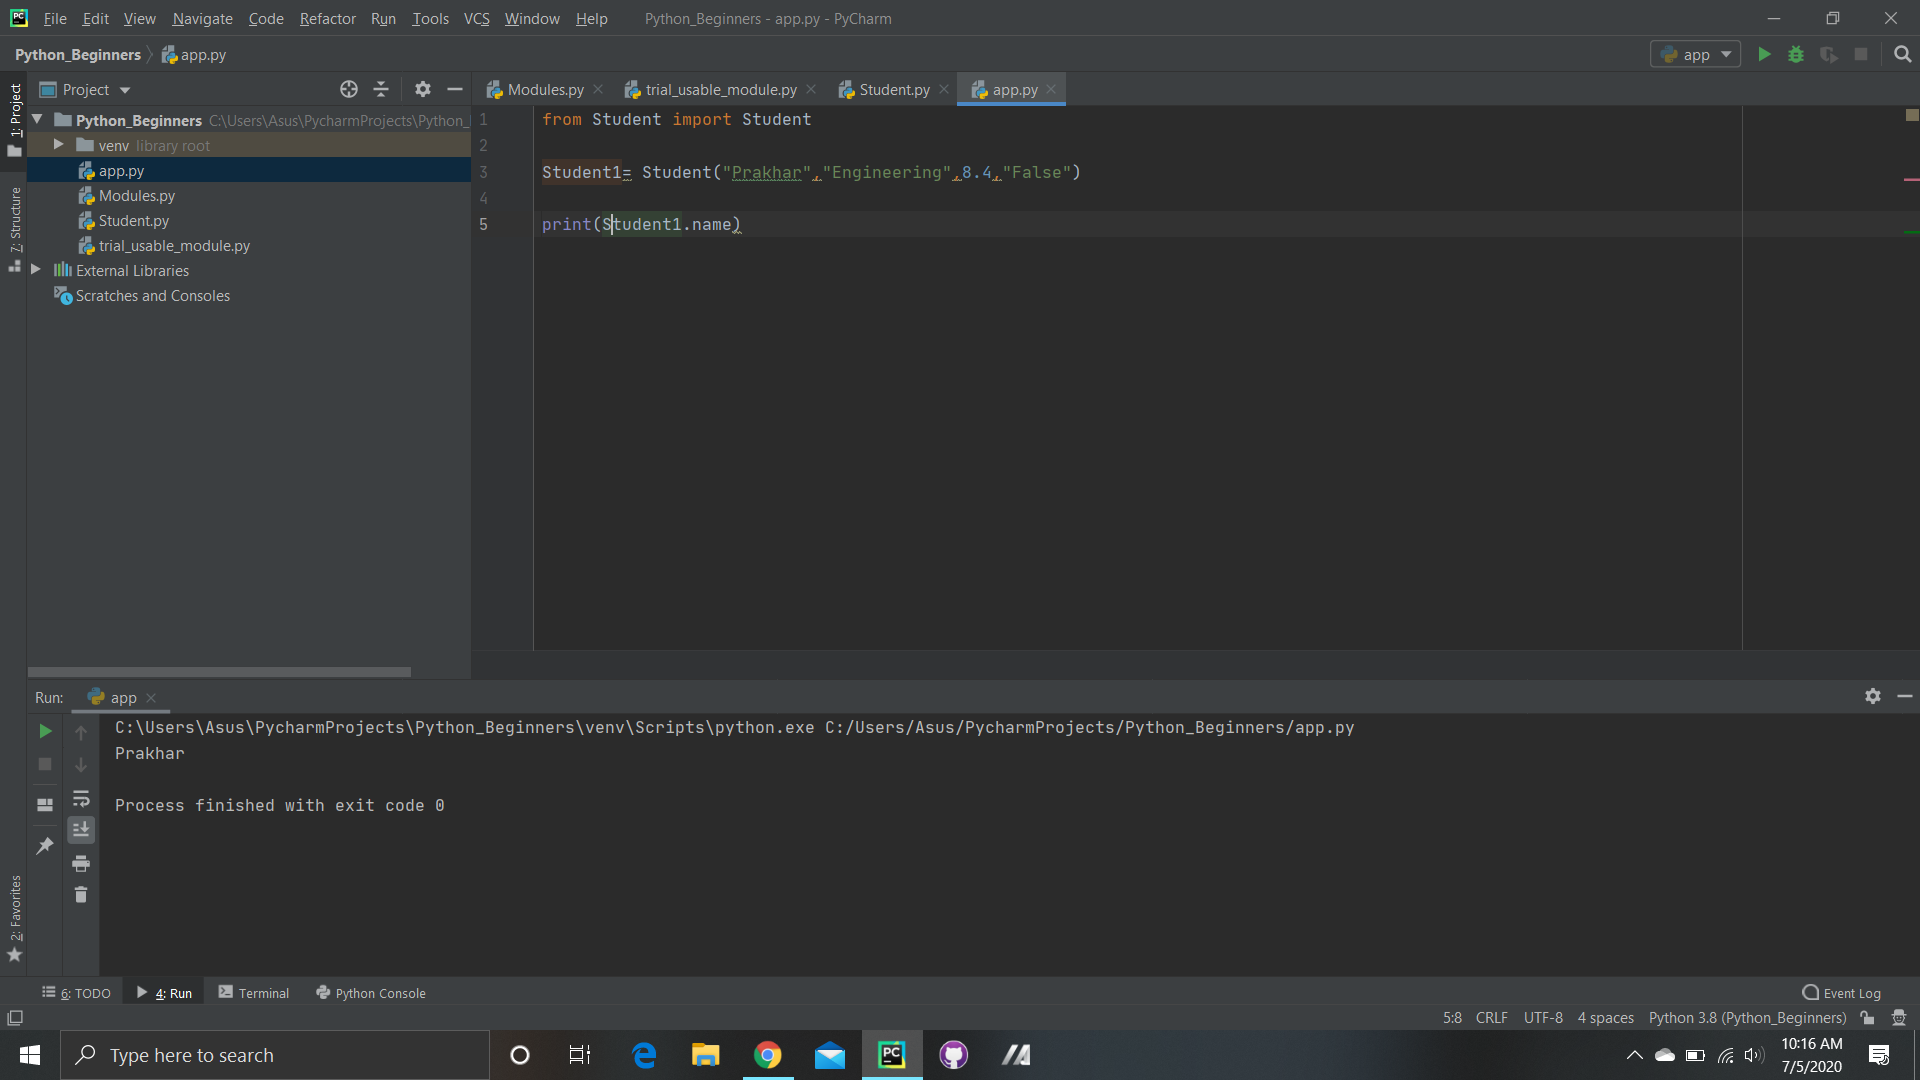 File Edit View Navigate Code Refactor Run Tools VCS Window Help Python_Beginners - app.py - PyCharm
Python_Beginners app.py app
Project Modules.py trial_usable_module.py Student.py app.py
1: Project
7: Structure
2: Favorites
Python_Beginners C:\Users\Asus\PycharmProjects\Python_
venv library root
app.py
Modules.py
Student.py
trial_usable_module.py
External Libraries
Scratches and Consoles
1 from Student import Student
2
3 Student1= Student("Prakhar","Engineering",8.4,"False")
4
5 print(Student1.name)
Run: app
C:\Users\Asus\PycharmProjects\Python_Beginners\venv\Scripts\python.exe C:/Users/Asus/PycharmProjects/Python_Beginners/app.py
Prakhar
Process finished with exit code 0
6: TODO 4: Run Terminal Python Console Event Log
5:8 CRLF UTF-8 4 spaces Python 3.8 (Python_Beginners)
Type here to search PC 10:16 AM
7/5/2020